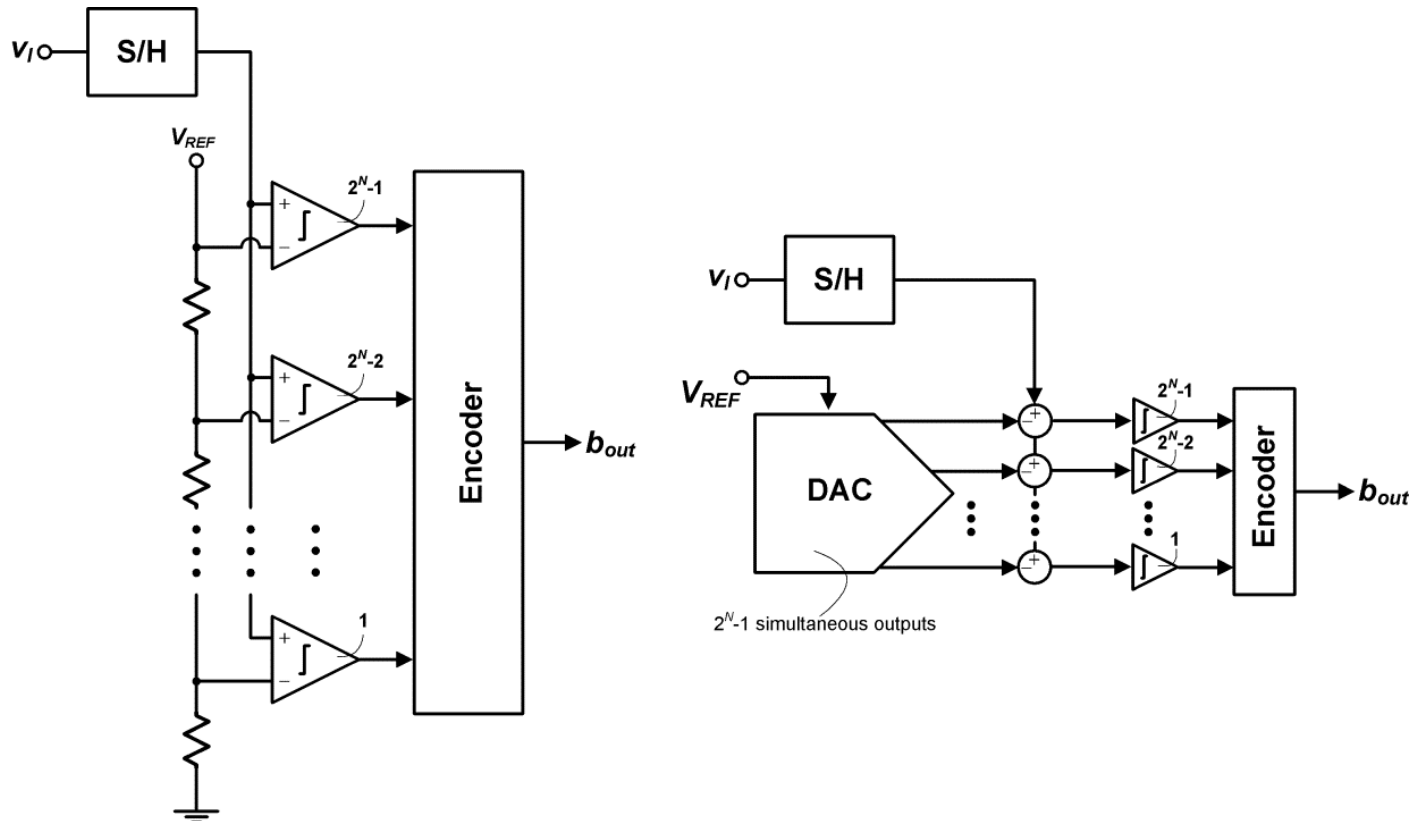 S/H
v_I
V_REF
+
−
2^N-1
+
−
2^N-2
Encoder
b_out
+
−
1
S/H
v_I
V_REF
DAC
− +
− +
− +
2^N-1
2^N-2
1
Encoder
b_out
2^N-1 simultaneous outputs